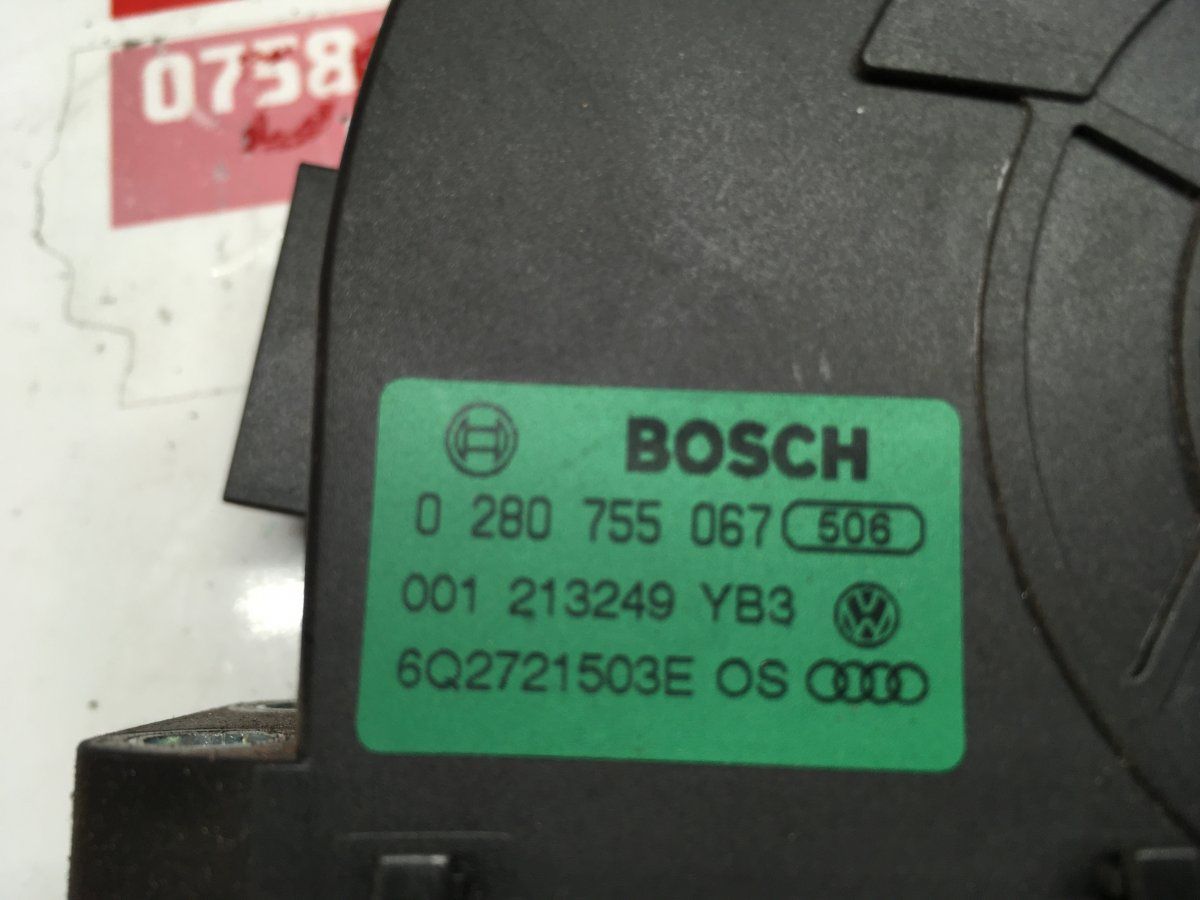 0758
BOSCH
0 280 755 067 506
001 213249 YB3
6Q2721503E OS